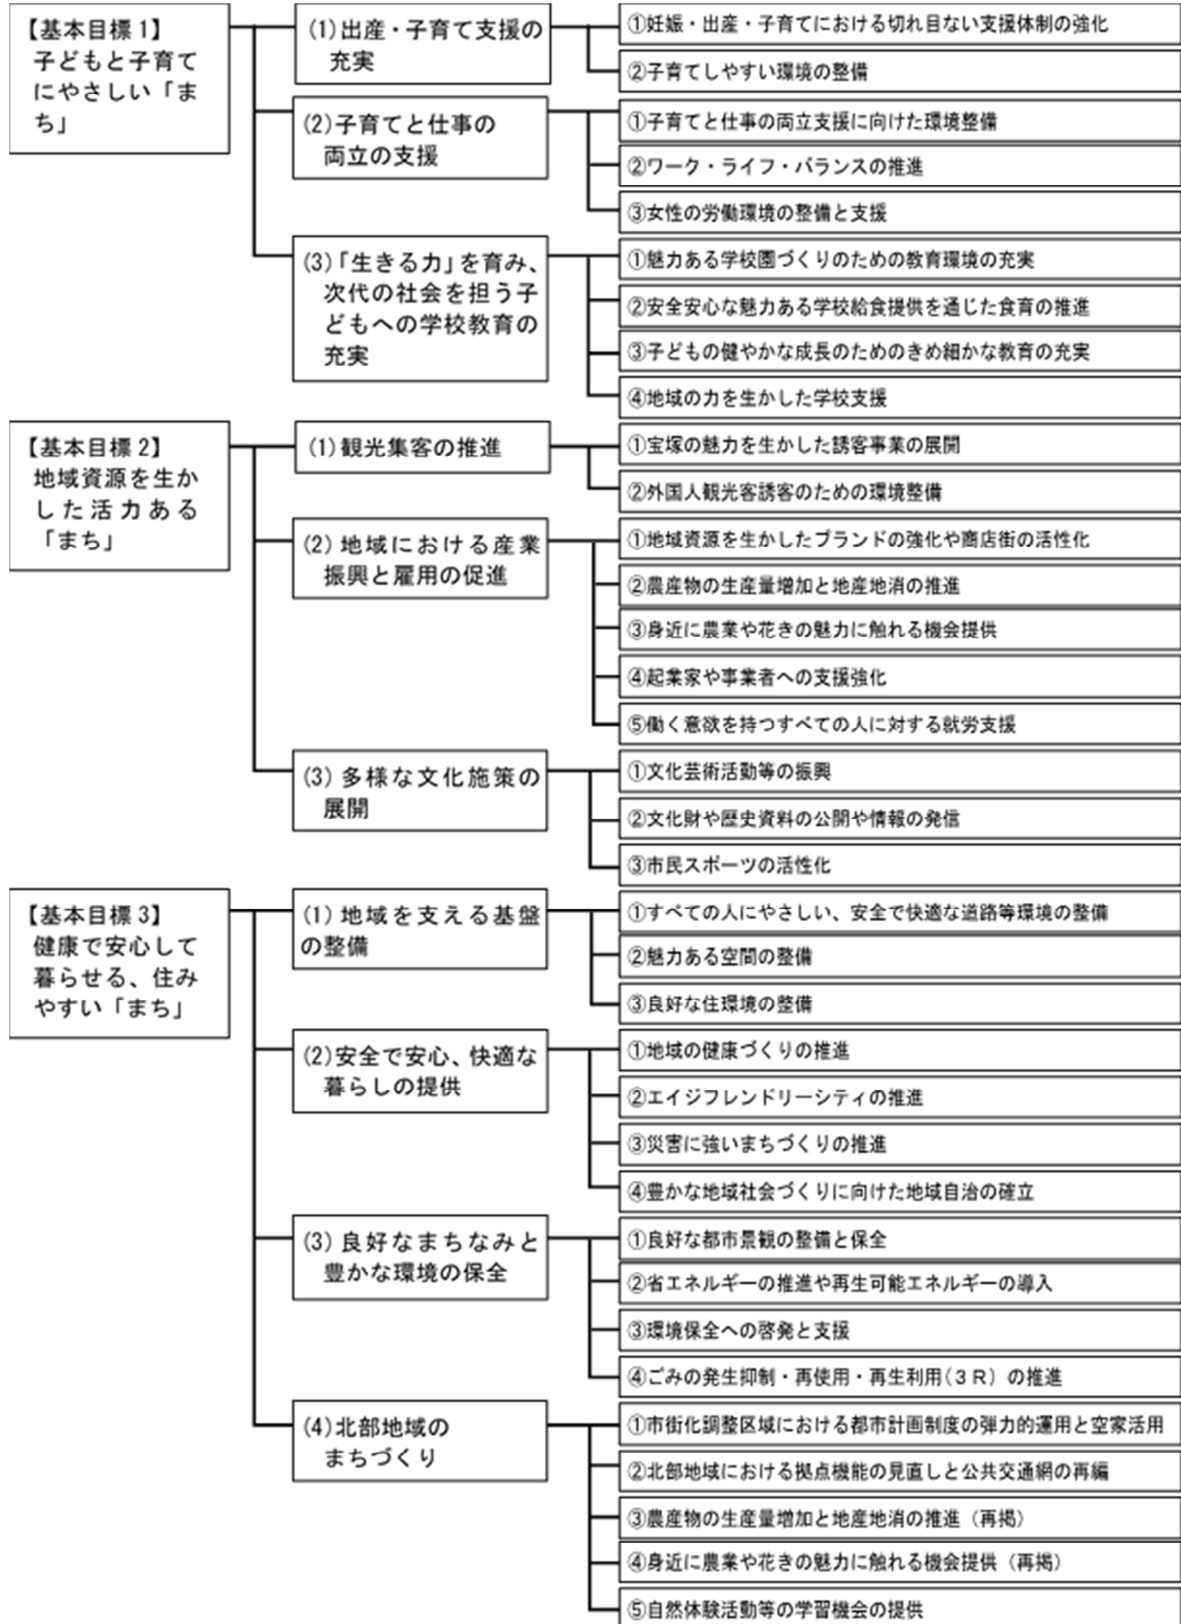 【基本目標1】
子どもと子育て
にやさしい「ま
ち」
(1)出産・子育て支援の
充実
①妊娠・出産・子育てにおける切れ目ない支援体制の強化
②子育てしやすい環境の整備
(2)子育てと仕事の
両立の支援
①子育てと仕事の両立支援に向けた環境整備
②ワーク・ライフ・バランスの推進
③女性の労働環境の整備と支援
(3)「生きる力」を育み、
次代の社会を担う子
どもへの学校教育の
充実
①魅力ある学校園づくりのための教育環境の充実
②安全安心な魅力ある学校給食提供を通じた食育の推進
③子どもの健やかな成長のためのきめ細かな教育の充実
④地域の力を生かした学校支援
【基本目標2】
地域資源を生か
した活力ある
「まち」
(1)観光集客の推進
①宝塚の魅力を生かした誘客事業の展開
②外国人観光客誘客のための環境整備
(2)地域における産業
振興と雇用の促進
①地域資源を生かしたブランドの強化や商店街の活性化
②農産物の生産量増加と地産地消の推進
③身近に農業や花きの魅力に触れる機会提供
④起業家や事業者への支援強化
⑤働く意欲を持つすべての人に対する就労支援
(3)多様な文化施策の
展開
①文化芸術活動等の振興
②文化財や歴史資料の公開や情報の発信
③市民スポーツの活性化
【基本目標3】
健康で安心して
暮らせる、住み
やすい「まち」
(1)地域を支える基盤
の整備
①すべての人にやさしい、安全で快適な道路等環境の整備
②魅力ある空間の整備
③良好な住環境の整備
(2)安全で安心、快適な
暮らしの提供
①地域の健康づくりの推進
②エイジフレンドリーシティの推進
③災害に強いまちづくりの推進
④豊かな地域社会づくりに向けた地域自治の確立
(3)良好なまちなみと
豊かな環境の保全
①良好な都市景観の整備と保全
②省エネルギーの推進や再生可能エネルギーの導入
③環境保全への啓発と支援
④ごみの発生抑制・再使用・再生利用(3R)の推進
(4)北部地域の
まちづくり
①市街化調整区域における都市計画制度の弾力的運用と空家活用
②北部地域における拠点機能の見直しと公共交通網の再編
③農産物の生産量増加と地産地消の推進(再掲)
④身近に農業や花きの魅力に触れる機会提供(再掲)
⑤自然体験活動等の学習機会の提供